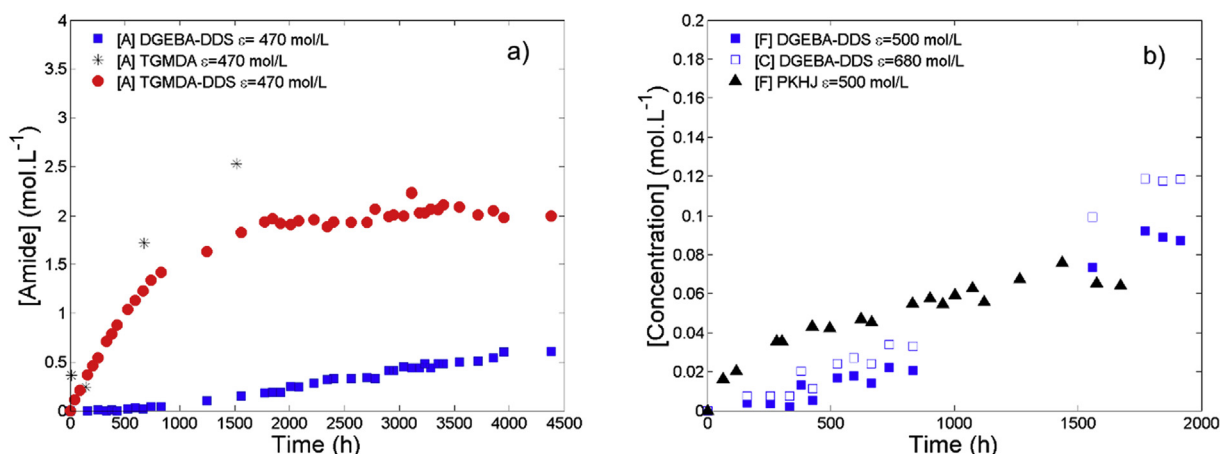 a)
[A] DGEBA-DDS ε= 470 mol/L
[A] TGMDA ε=470 mol/L
[A] TGMDA-DDS ε=470 mol/L
[Amide] (mol.L⁻¹)
4
3.5
3
2.5
2
1.5
1
0.5
0
0 500 1000 1500 2000 2500 3000 3500 4000 4500
Time (h)
b)
[F] DGEBA-DDS ε=500 mol/L
[C] DGEBA-DDS ε=680 mol/L
[F] PKHJ ε=500 mol/L
[Concentration] (mol.L⁻¹)
0.2
0.18
0.16
0.14
0.12
0.1
0.08
0.06
0.04
0.02
0
0 500 1000 1500 2000
Time (h)